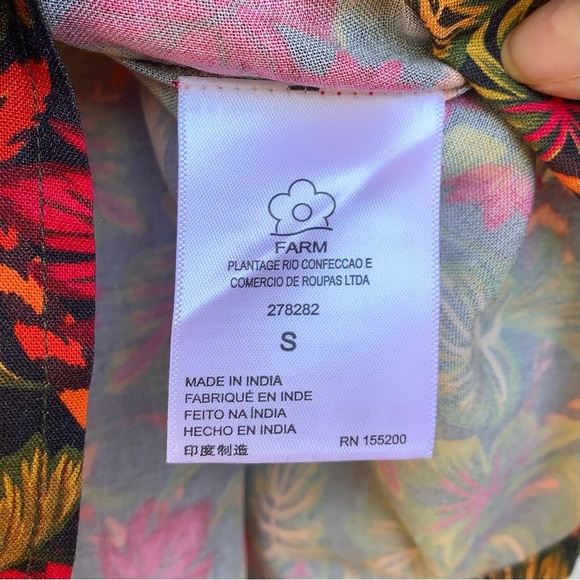 FARM
PLANTAGE RIO CONFECCAO E
COMERCIO DE ROUPAS LTDA
278282
S
MADE IN INDIA
FABRIQUÉ EN INDE
FEITO NA ÍNDIA
HECHO EN INDIA
印度制造
RN 155200